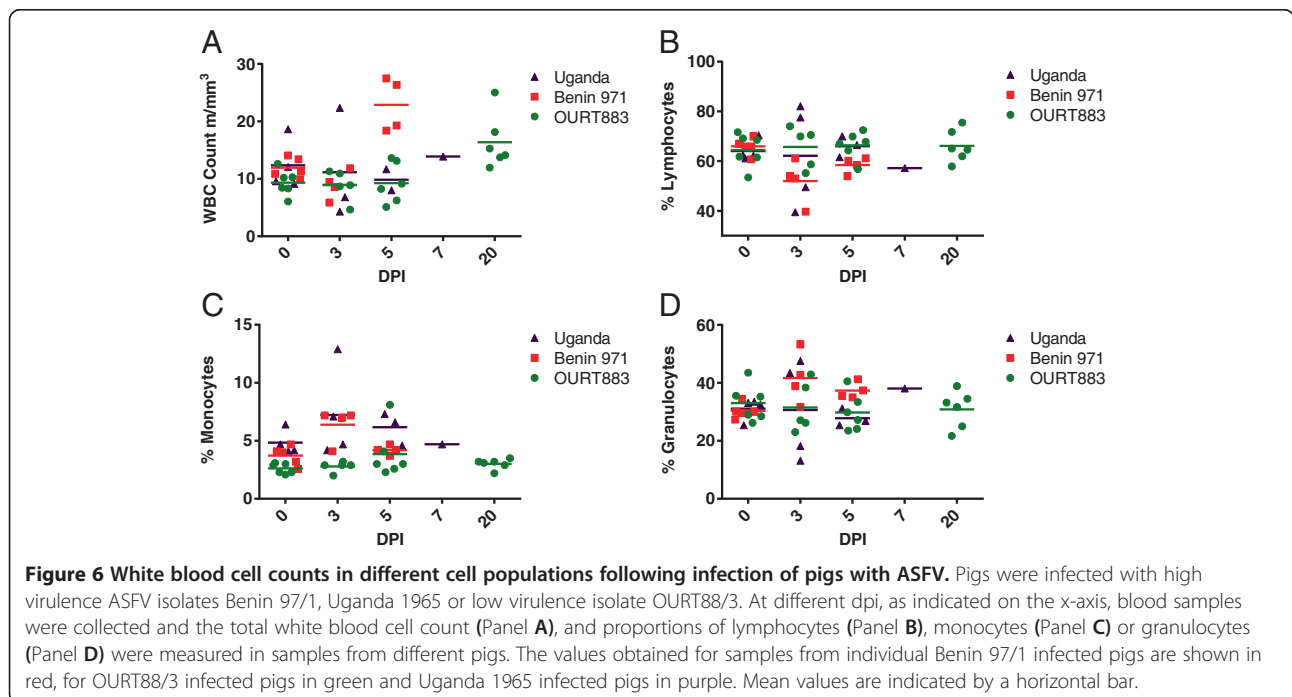 A
WBC Count m/mm³
30
20
10
0
0 3 5 7 20
DPI
Uganda
Benin 971
OURT883
B
% Lymphocytes
100
80
60
40
0 3 5 7 20
DPI
Uganda
Benin 971
OURT883
C
% Monocytes
15
10
5
0
0 3 5 7 20
DPI
Uganda
Benin 971
OURT883
D
% Granulocytes
60
40
20
0
0 3 5 7 20
DPI
Uganda
Benin 971
OURT883
Figure 6 White blood cell counts in different cell populations following infection of pigs with ASFV. Pigs were infected with high
virulence ASFV isolates Benin 97/1, Uganda 1965 or low virulence isolate OURT88/3. At different dpi, as indicated on the x-axis, blood samples
were collected and the total white blood cell count (Panel A), and proportions of lymphocytes (Panel B), monocytes (Panel C) or granulocytes
(Panel D) were measured in samples from different pigs. The values obtained for samples from individual Benin 97/1 infected pigs are shown in
red, for OURT88/3 infected pigs in green and Uganda 1965 infected pigs in purple. Mean values are indicated by a horizontal bar.